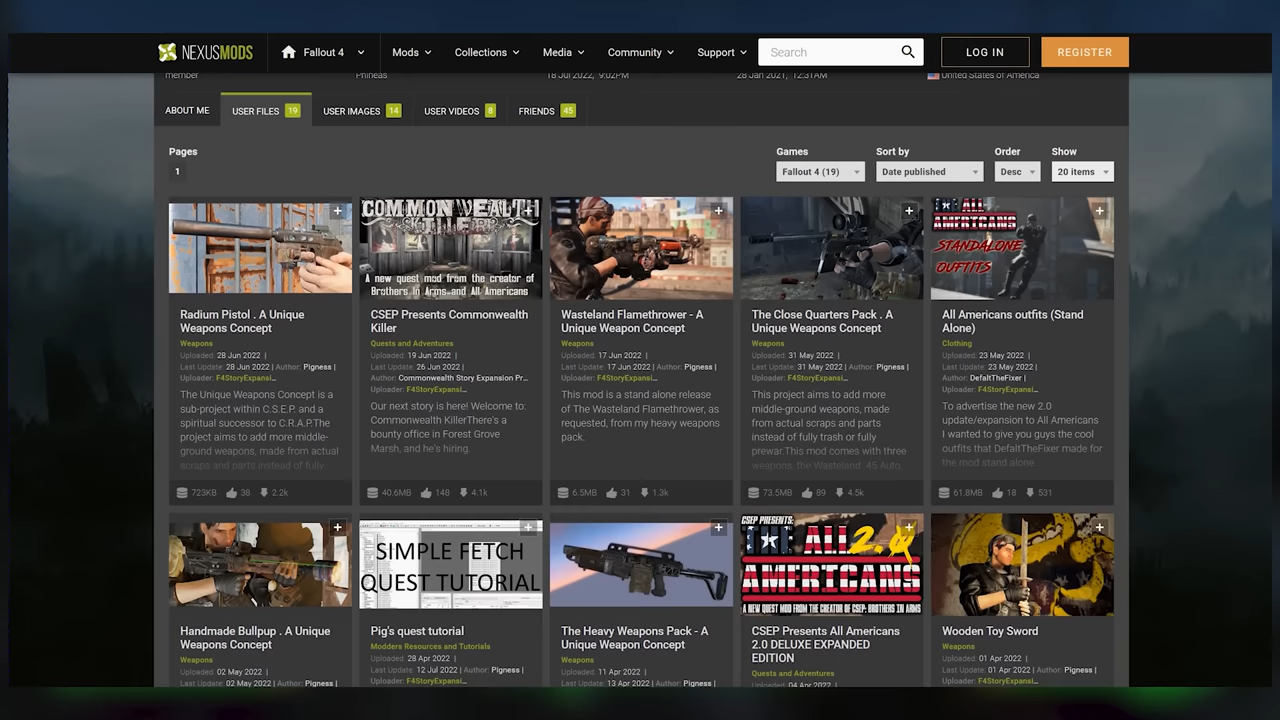 NEXUSMODS
Fallout 4
Mods
Collections
Media
Community
Support
Search
LOG IN
REGISTER
member
Phineas
18 Jul 2022, 9:02PM
28 Jan 2021, 12:31AM
United States of America
ABOUT ME
USER FILES 19
USER IMAGES 14
USER VIDEOS 8
FRIENDS 45
Pages
1
Games
Fallout 4 (19)
Sort by
Date published
Order
Desc
Show
20 items
Radium Pistol . A Unique
Weapons Concept
Weapons
Uploaded: 28 Jun 2022 |
Last Update: 28 Jun 2022 | Author: Pigness |
Uploader: F4StoryExpansi...
The Unique Weapons Concept is a
sub-project within C.S.E.P. and a
spiritual successor to C.R.A.P.The
project aims to add more middle-
ground weapons, made from actual
scraps and parts instead of fully
723KB 38 2.2k
COMMONWEALTH
KILLER
A new quest mod from the creator of
Brothers In Arms and All Americans
CSEP Presents Commonwealth
Killer
Quests and Adventures
Uploaded: 19 Jun 2022 |
Last Update: 26 Jun 2022 |
Author: Commonwealth Story Expansion Pr...
Uploader: F4StoryExpansi...
Our next story is here! Welcome to:
Commonwealth KillerThere's a
bounty office in Forest Grove
Marsh, and he's hiring.
40.6MB 148 4.1k
Wasteland Flamethrower - A
Unique Weapon Concept
Weapons
Uploaded: 17 Jun 2022 |
Last Update: 17 Jun 2022 | Author: Pigness |
Uploader: F4StoryExpansi...
This mod is a stand alone release
of The Wasteland Flamethrower, as
requested, from my heavy weapons
pack.
6.5MB 31 1.3k
The Close Quarters Pack . A
Unique Weapons Concept
Weapons
Uploaded: 31 May 2022 |
Last Update: 31 May 2022 | Author: Pigness |
Uploader: F4StoryExpansi...
This project aims to add more
middle-ground weapons, made
from actual scraps and parts
instead of fully trash or fully
prewar.This mod comes with three
weapons, the Wasteland .45 Auto,
73.5MB 89 4.5k
THE ALL
AMERICANS
STANDALONE
OUTFITS
All Americans outfits (Stand
Alone)
Clothing
Uploaded: 23 May 2022 |
Last Update: 23 May 2022 |
Author: DefaltTheFixer |
Uploader: F4StoryExpansi...
To advertise the new 2.0
update/expansion to All Americans
I wanted to give you guys the cool
outfits that DefaltTheFixer made for
the mod stand alone.
61.8MB 18 531
Handmade Bullpup . A Unique
Weapons Concept
Weapons
Uploaded: 02 May 2022 |
Last Update: 02 May 2022 | Author: Pigness |
SIMPLE FETCH
QUEST TUTORIAL
Pig's quest tutorial
Modders Resources and Tutorials
Uploaded: 28 Apr 2022 |
Last Update: 12 Jul 2022 | Author: Pigness |
Uploader: F4StoryExpansi...
The Heavy Weapons Pack - A
Unique Weapon Concept
Weapons
Uploaded: 11 Apr 2022 |
Last Update: 13 Apr 2022 | Author: Pigness |
CSEP PRESENTS:
THE ALL 2.0
AMERICANS
A NEW QUEST MOD FROM THE CREATOR OF CSEP: BROTHERS IN ARMS
CSEP Presents All Americans
2.0 DELUXE EXPANDED
EDITION
Quests and Adventures
Uploaded: 04 Apr 2022 |
Wooden Toy Sword
Weapons
Uploaded: 01 Apr 2022 |
Last Update: 01 Apr 2022 | Author: Pigness |
Uploader: F4StoryExpansi...